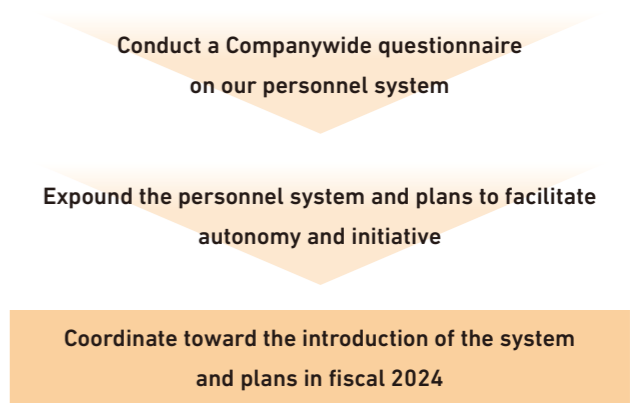 Conduct a Companywide questionnaire
on our personnel system
Expound the personnel system and plans to facilitate
autonomy and initiative
Coordinate toward the introduction of the system
and plans in fiscal 2024